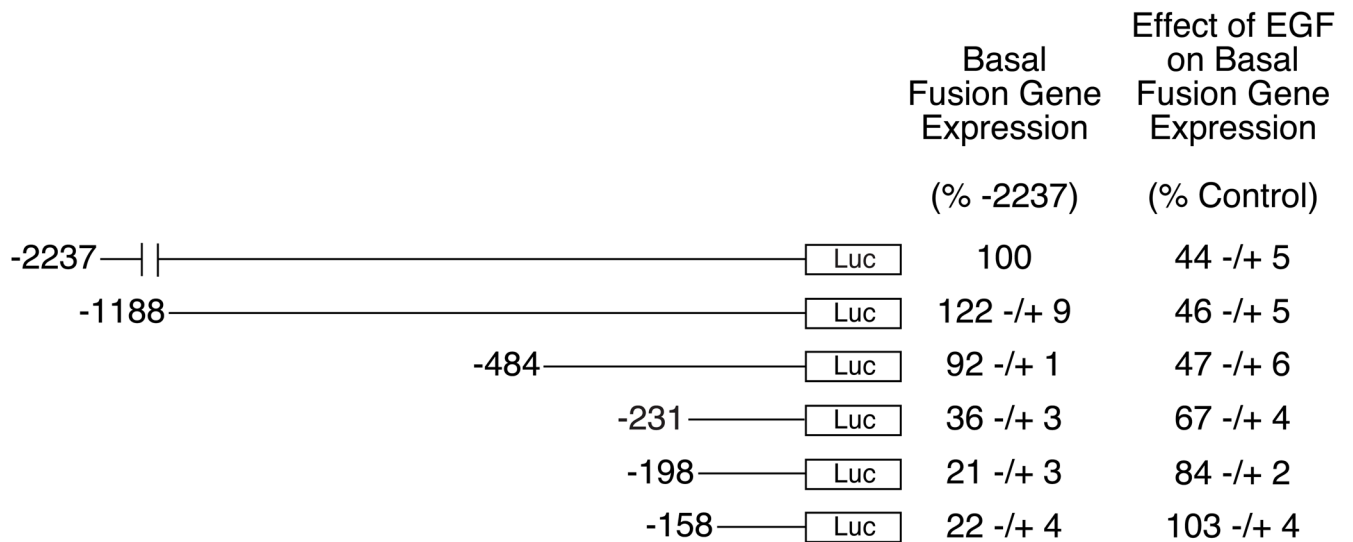 Basal
Fusion Gene
Expression
(% -2237)
Effect of EGF
on Basal
Fusion Gene
Expression
(% Control)
-2237 Luc 100 44 -/+ 5
-1188 Luc 122 -/+ 9 46 -/+ 5
-484 Luc 92 -/+ 1 47 -/+ 6
-231 Luc 36 -/+ 3 67 -/+ 4
-198 Luc 21 -/+ 3 84 -/+ 2
-158 Luc 22 -/+ 4 103 -/+ 4